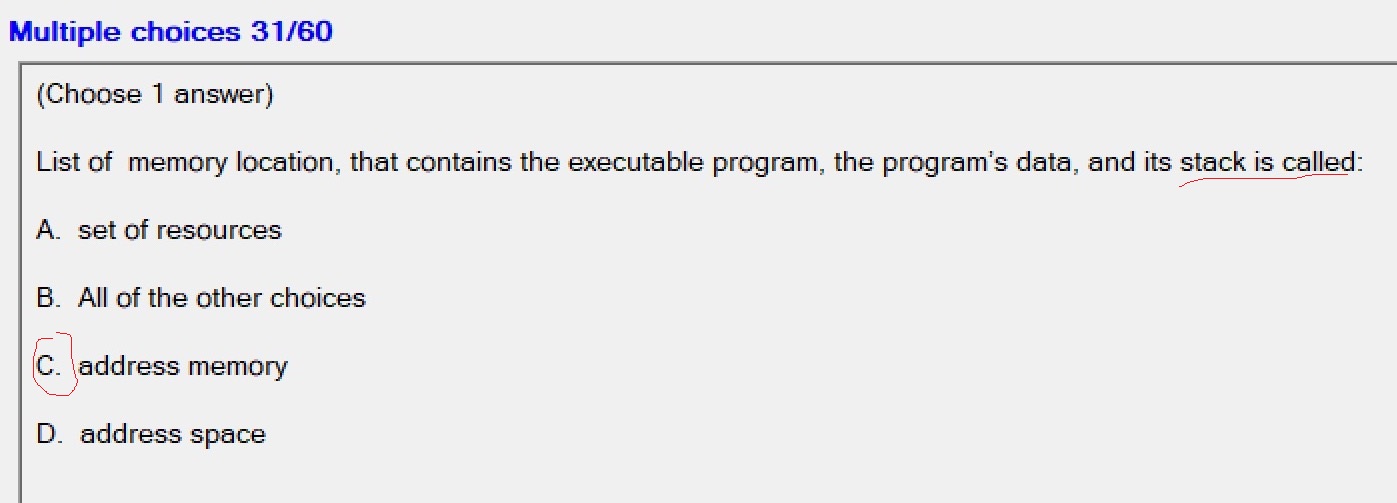 Multiple choices 31/60
(Choose 1 answer)
List of  memory location, that contains the executable program, the program's data, and its stack is called:
A.  set of resources
B.  All of the other choices
C.  address memory
D.  address space